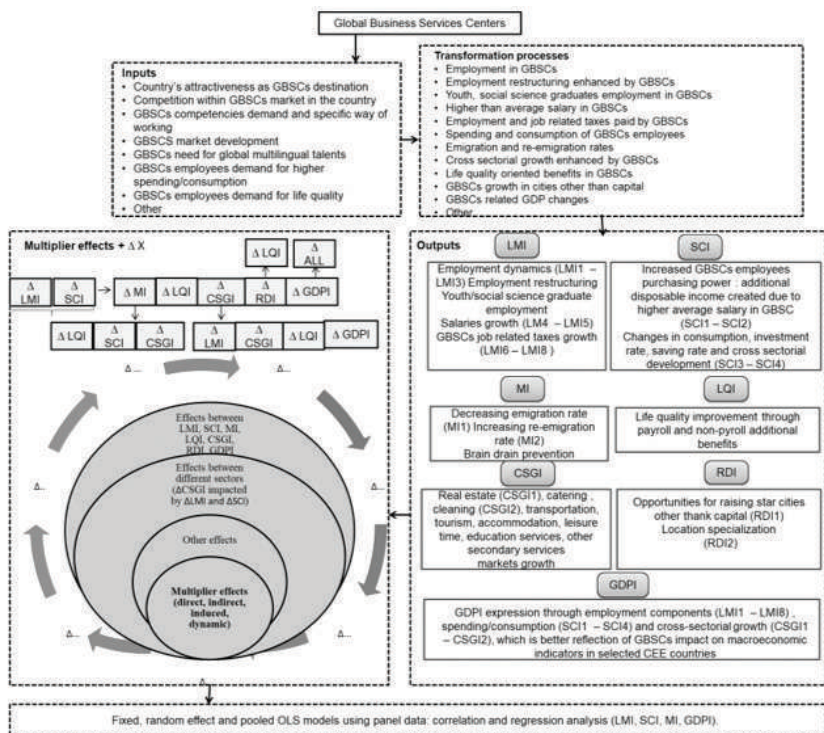 Global Business Services Centers
Inputs
• Country's attractiveness as GBSCs destination
• Competition within GBSCs market in the country
• GBSCs competencies demand and specific way of
working
• GBSCS market development
• GBSCs need for global multilingual talents
• GBSCs employees demand for higher
spending/consumption
• GBSCs employees demand for life quality
• Other
Transformation processes
• Employment in GBSCs
• Employment restructuring enhanced by GBSCs
• Youth, social science graduates employment in GBSCs
• Higher than average salary in GBSCs
• Employment and job related taxes paid by GBSCs
• Spending and consumption of GBSCs employees
• Emigration and re-emigration rates
• Cross sectorial growth enhanced by GBSCs
• Life quality oriented benefits in GBSCs
• GBSCs growth in cities other than capital
• GBSCs related GDP changes
• Other
Multiplier effects + Δ X
Δ LQI
Δ
ALL
Δ
LMI
Δ
SCI
Δ MI
Δ LQI
Δ
CSGI
Δ
RDI
Δ GDPI
Δ LQI
Δ
SCI
Δ
CSGI
Δ
LMI
Δ
CSGI
Δ LQI
Δ GDPI
Δ...
Δ...
Δ...
Δ...
Δ...
Δ...
Δ
Effects between
LMI, SCI, MI,
LQI, CSGI,
RDI, GDPI
Effects between
different sectors
(ΔCSGI impacted
by ΔLMI and ΔSCI)
Other effects
Multiplier effects
(direct, indirect,
induced,
dynamic)
Outputs
LMI
Employment dynamics (LMI1 –
LMI3) Employment restructuring
Youth/social science graduate
employment
Salaries growth (LM4 – LMI5)
GBSCs job related taxes growth
(LMI6 – LMI8 )
SCI
Increased GBSCs employees
purchasing power : additional
disposable income created due to
higher average salary in GBSC
(SCI1 – SCI2)
Changes in consumption, investment
rate, saving rate and cross sectorial
development (SCI3 – SCI4)
MI
Decreasing emigration rate
(MI1) Increasing re-emigration
rate (MI2)
Brain drain prevention
LQI
Life quality improvement through
payroll and non-pyroll additional
benefits
CSGI
Real estate (CSGI1), catering ,
cleaning (CSGI2), transportation,
tourism, accommodation, leisure
time, education services, other
secondary services
markets growth
RDI
Opportunities for raising star cities
other thank capital (RDI1)
Location specialization
(RDI2)
GDPI
GDPI expression through employment components (LMI1 – LMI8) ,
spending/consumption (SCI1 – SCI4) and cross-sectorial growth (CSGI1
– CSGI2), which is better reflection of GBSCs impact on macroeconomic
indicators in selected CEE countries
Fixed, random effect and pooled OLS models using panel data: correlation and regression analysis (LMI, SCI, MI, GDPI).